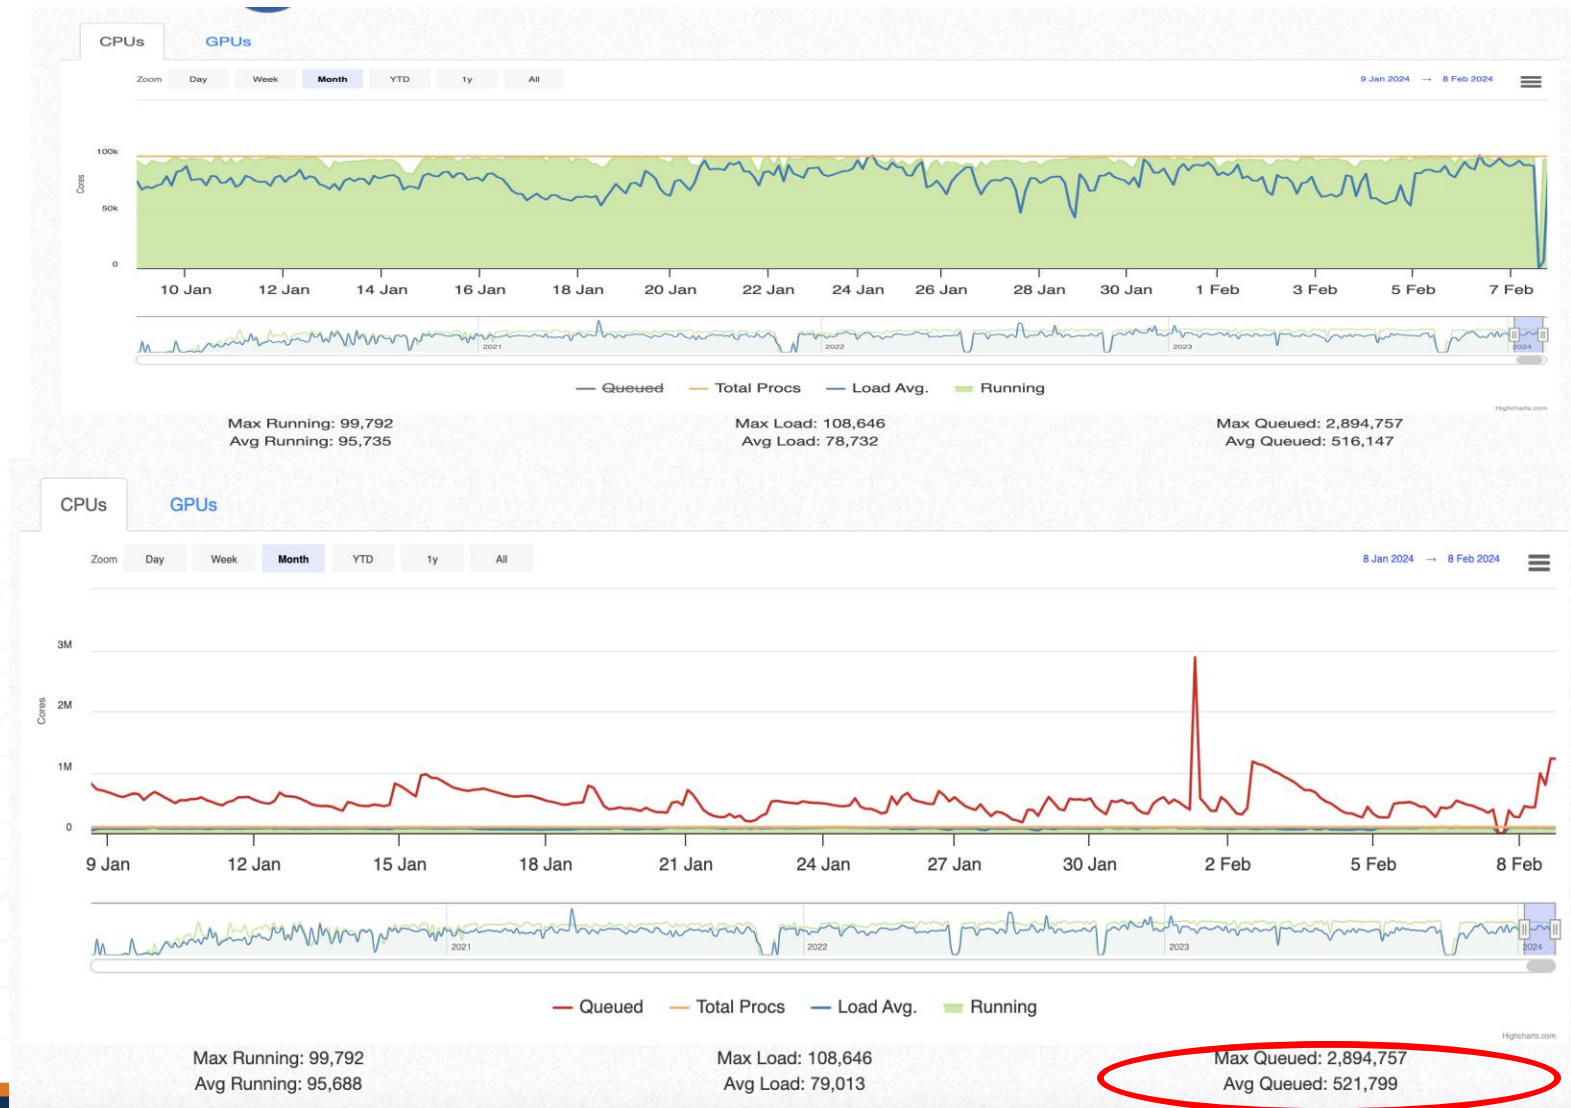 CPUs GPUs
Zoom Day Week Month YTD 1y All 9 Jan 2024 → 8 Feb 2024
100k
Cores
50k
0
10 Jan 12 Jan 14 Jan 16 Jan 18 Jan 20 Jan 22 Jan 24 Jan 26 Jan 28 Jan 30 Jan 1 Feb 3 Feb 5 Feb 7 Feb
2021 2022 2023 2024
Queued Total Procs Load Avg. Running
Highcharts.com
Max Running: 99,792 Max Load: 108,646 Max Queued: 2,894,757
Avg Running: 95,735 Avg Load: 78,732 Avg Queued: 516,147
CPUs GPUs
Zoom Day Week Month YTD 1y All 8 Jan 2024 → 8 Feb 2024
3M
Cores
2M
1M
0
9 Jan 12 Jan 15 Jan 18 Jan 21 Jan 24 Jan 27 Jan 30 Jan 2 Feb 5 Feb 8 Feb
2021 2022 2023 2024
Queued Total Procs Load Avg. Running
Highcharts.com
Max Running: 99,792 Max Load: 108,646 Max Queued: 2,894,757
Avg Running: 95,688 Avg Load: 79,013 Avg Queued: 521,799